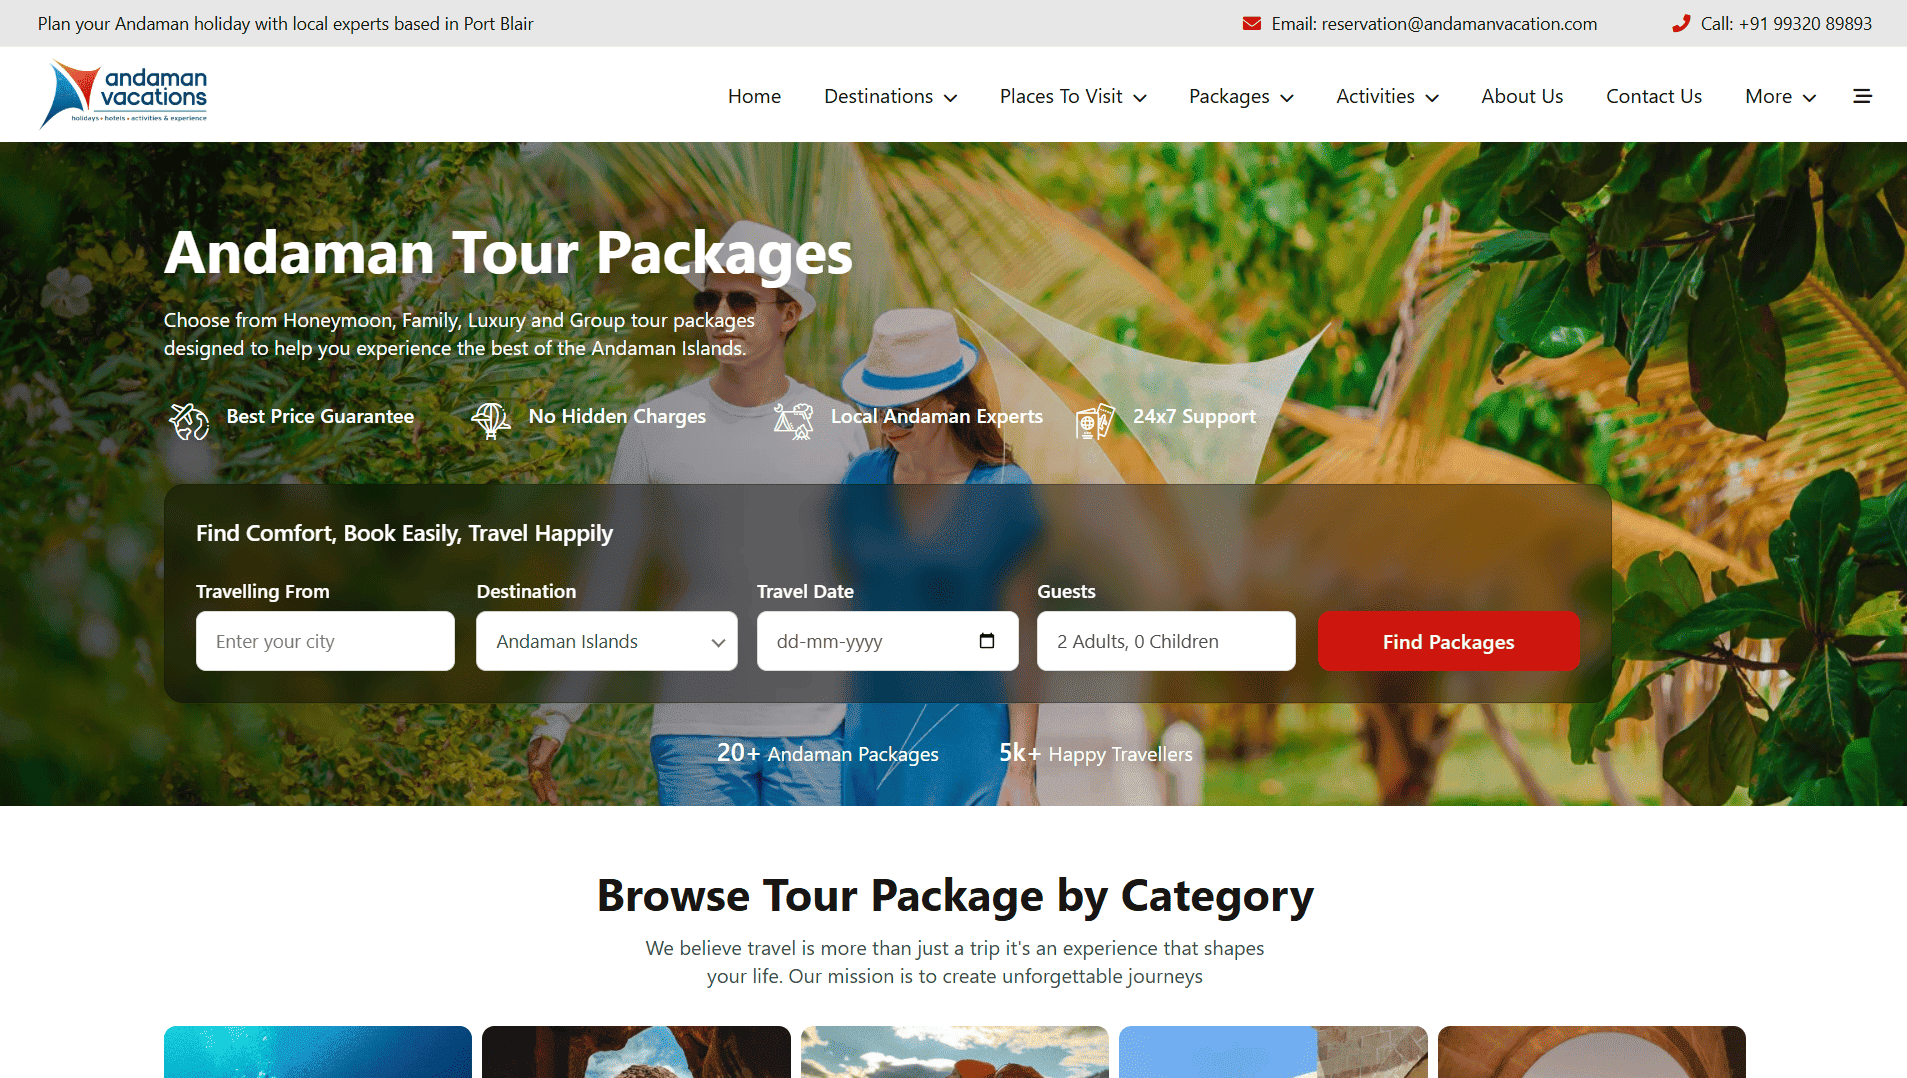 Plan your Andaman holiday with local experts based in Port Blair
Email: reservation@andamanvacation.com
Call: +91 99320 89893
andaman
vacations
holidays • hotels • activities & experience
Home
Destinations
Places To Visit
Packages
Activities
About Us
Contact Us
More
Andaman Tour Packages
Choose from Honeymoon, Family, Luxury and Group tour packages
designed to help you experience the best of the Andaman Islands.
Best Price Guarantee
No Hidden Charges
Local Andaman Experts
24x7 Support
Find Comfort, Book Easily, Travel Happily
Travelling From
Destination
Travel Date
Guests
Enter your city
Andaman Islands
dd-mm-yyyy
2 Adults, 0 Children
Find Packages
20+ Andaman Packages
5k+ Happy Travellers
Browse Tour Package by Category
We believe travel is more than just a trip it's an experience that shapes
your life. Our mission is to create unforgettable journeys